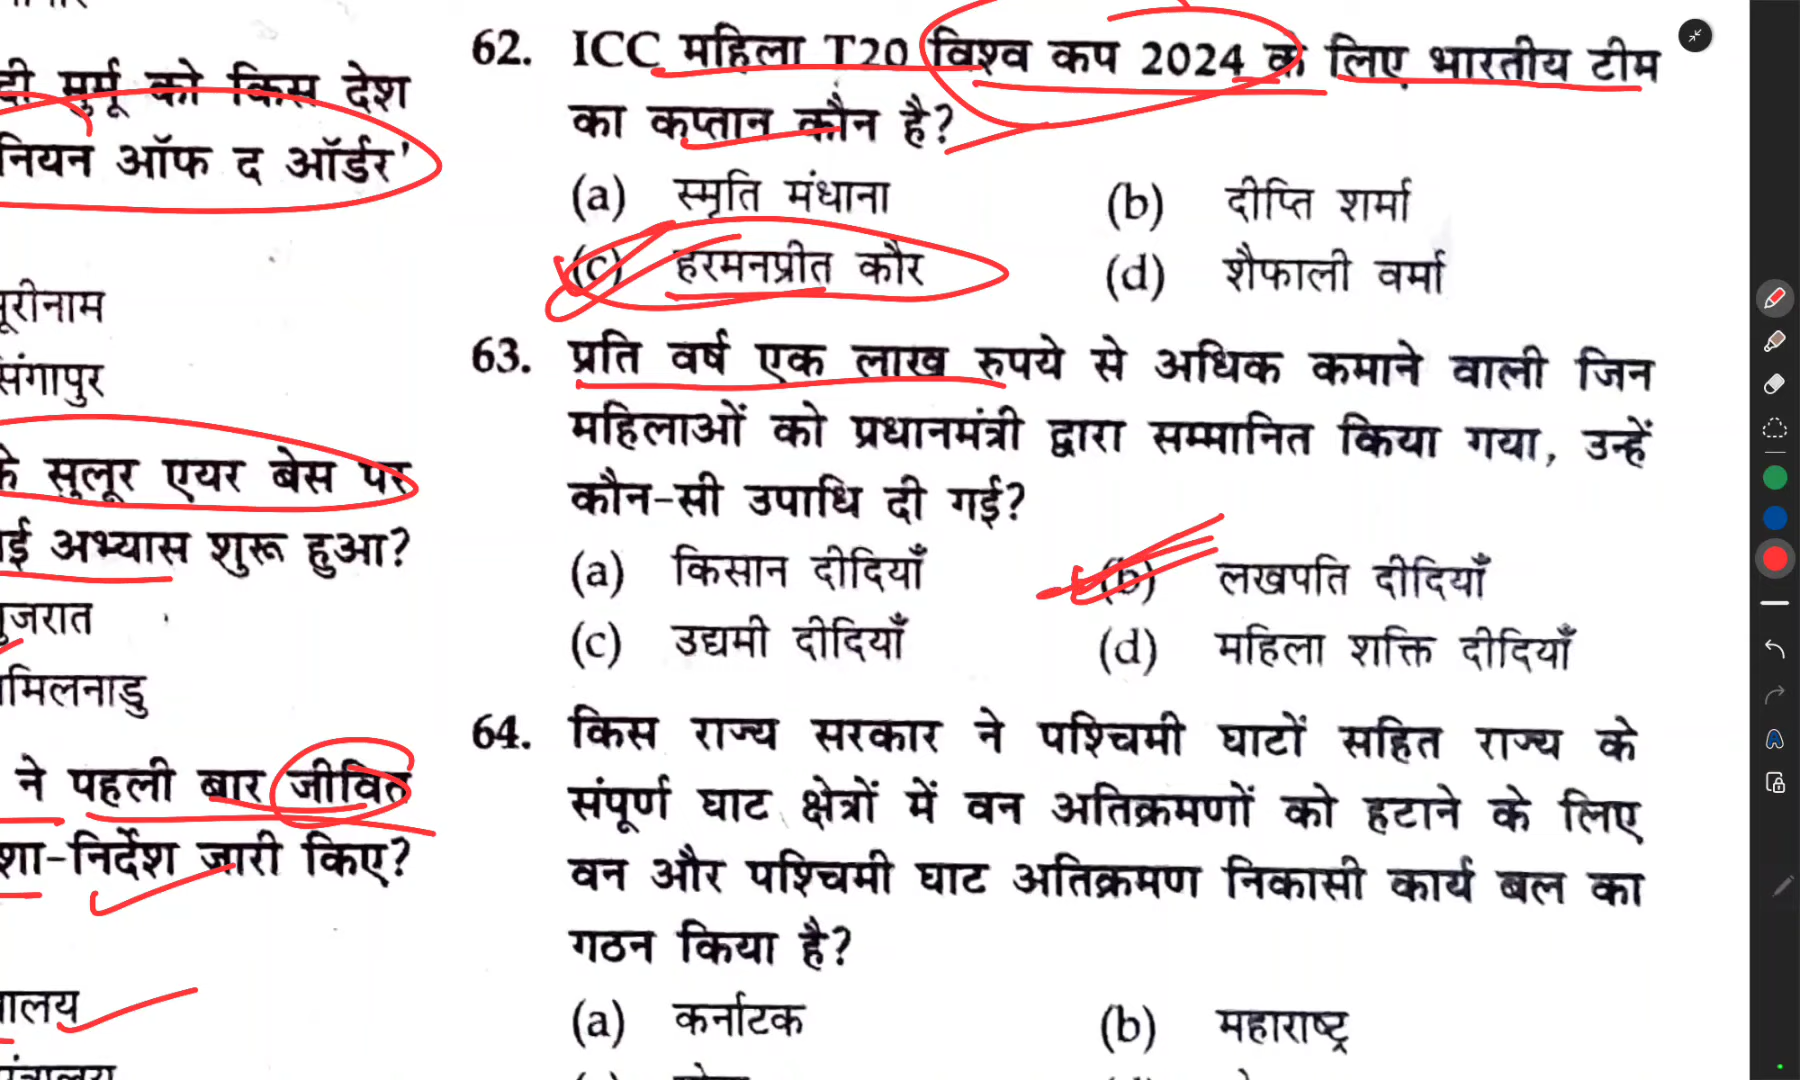 दी मुर्मू को किस देश
नियन ऑफ द ऑर्डर'
सूरीनाम
सिंगापुर
के सुलूर एयर बेस पर
ई अभ्यास शुरू हुआ?
गुजरात
मिलनाडु
ने पहली बार जीवित
शा-निर्देश जारी किए?
62. ICC महिला T20 विश्व कप 2024 के लिए भारतीय टीम
का कप्तान कौन है?
(a) स्मृति मंधाना (b) दीप्ति शर्मा
(c) हरमनप्रीत कौर (d) शैफाली वर्मा
63. प्रति वर्ष एक लाख रुपये से अधिक कमाने वाली जिन
महिलाओं को प्रधानमंत्री द्वारा सम्मानित किया गया, उन्हें
कौन-सी उपाधि दी गई?
(a) किसान दीदियाँ (b) लखपति दीदियाँ
(c) उद्यमी दीदियाँ (d) महिला शक्ति दीदियाँ
64. किस राज्य सरकार ने पश्चिमी घाटों सहित राज्य के
संपूर्ण घाट क्षेत्रों में वन अतिक्रमणों को हटाने के लिए
वन और पश्चिमी घाट अतिक्रमण निकासी कार्य बल का
गठन किया है?
(a) कर्नाटक (b) महाराष्ट्र